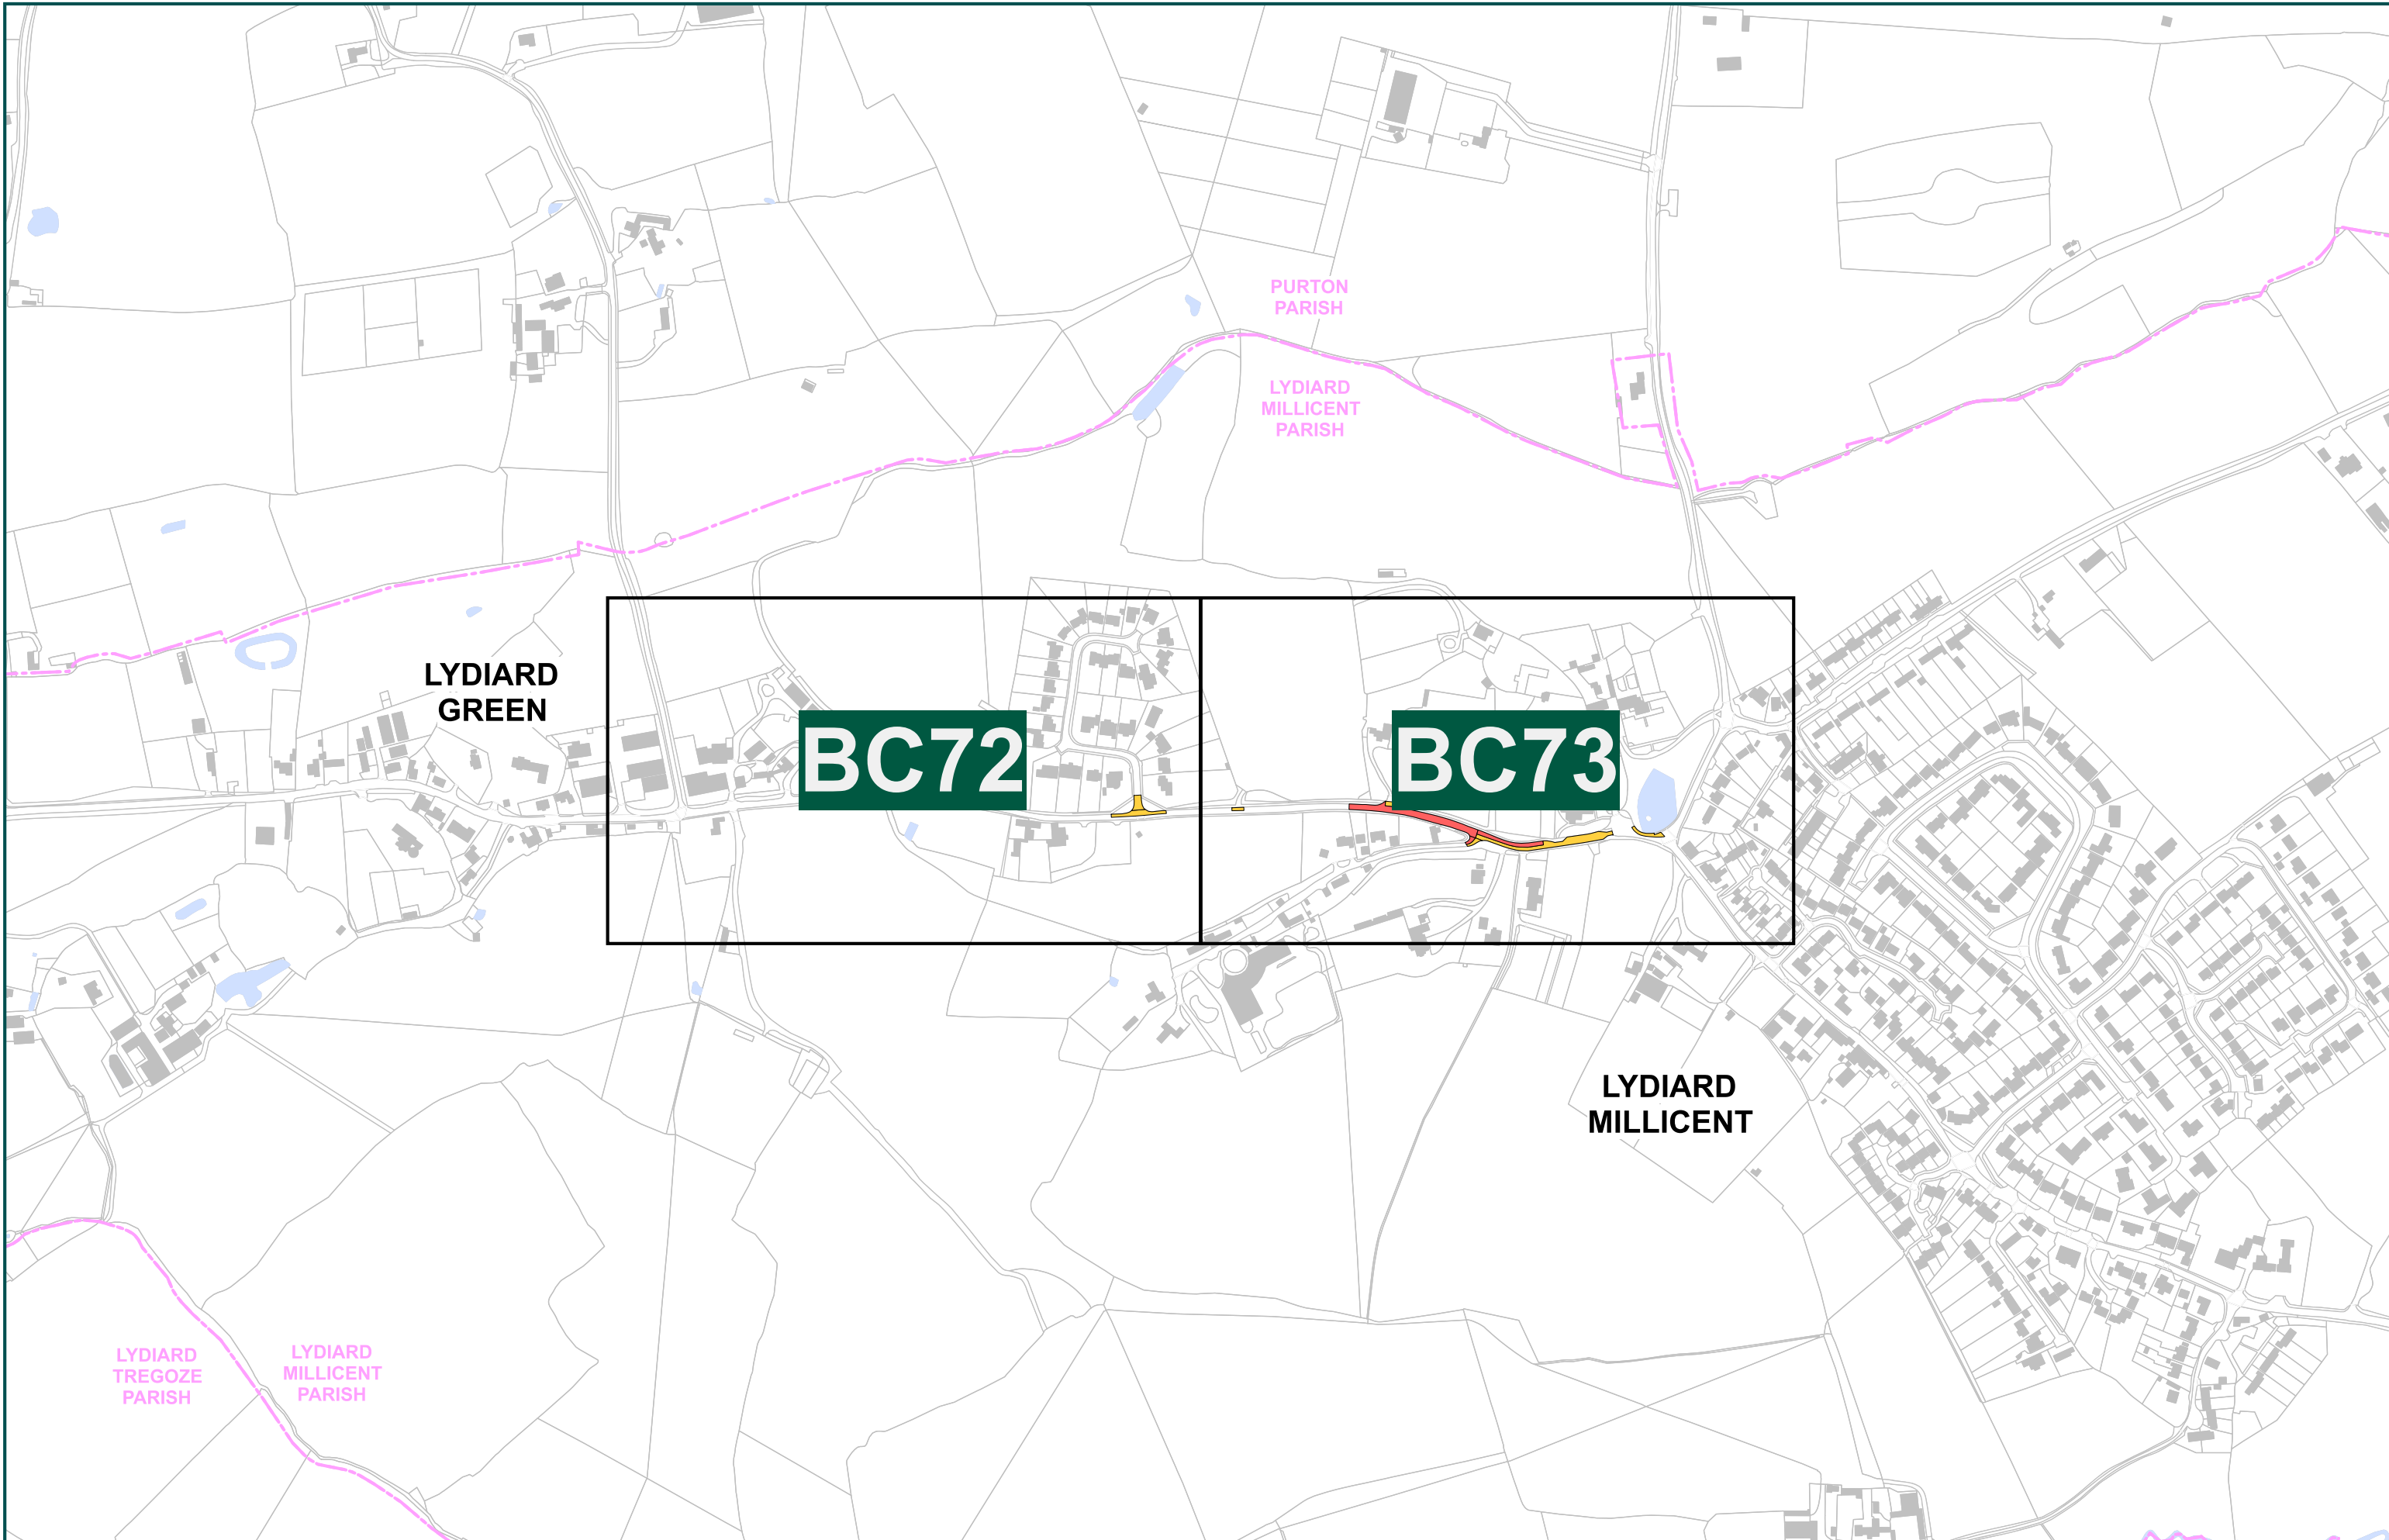 PURTON
PARISH
LYDIARD
MILLICENT
PARISH
LYDIARD
GREEN
BC72
BC73
LYDIARD
MILLICENT
LYDIARD
TREGOZE
PARISH
LYDIARD
MILLICENT
PARISH